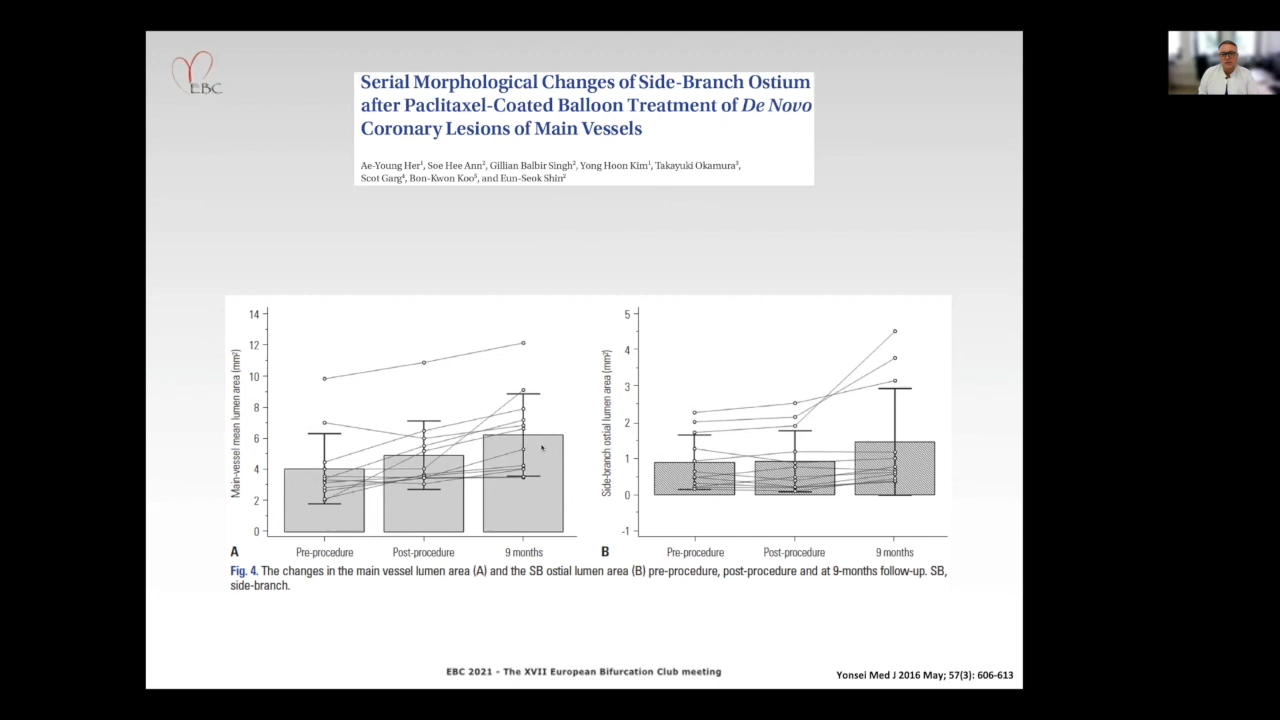 EBC
Serial Morphological Changes of Side-Branch Ostium
after Paclitaxel-Coated Balloon Treatment of De Novo
Coronary Lesions of Main Vessels
Ae-Young Her¹, Soe Hee Ann², Gillian Balbir Singh², Yong Hoon Kim¹, Takayuki Okamura³,
Scot Garg⁴, Bon-Kwon Koo⁵, and Eun-Seok Shin²
Main-vessel mean lumen area (mm²)
14
12
10
8
6
4
2
0
Pre-procedure
Post-procedure
9 months
A
Side-branch ostial lumen area (mm²)
5
4
3
2
1
0
-1
Pre-procedure
Post-procedure
9 months
B
Fig. 4. The changes in the main vessel lumen area (A) and the SB ostial lumen area (B) pre-procedure, post-procedure and at 9-months follow-up. SB,
side-branch.
EBC 2021 - The XVII European Bifurcation Club meeting
Yonsei Med J 2016 May; 57(3): 606-613